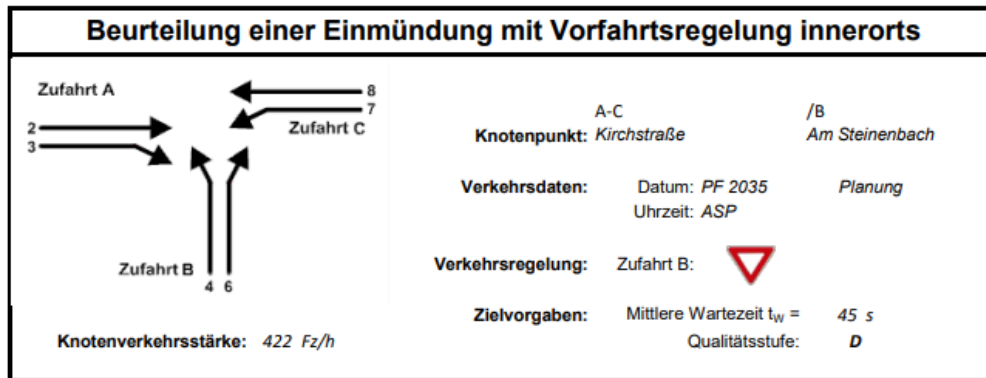 Beurteilung einer Einmündung mit Vorfahrtsregelung innerorts
Zufahrt A
8
7
2
3
Zufahrt C
Zufahrt B
4 6
Knotenverkehrsstärke: 422 Fz/h
A-C /B
Knotenpunkt: Kirchstraße Am Steinenbach
Verkehrsdaten: Datum: PF 2035 Planung
Uhrzeit: ASP
Verkehrsregelung: Zufahrt B:
Zielvorgaben: Mittlere Wartezeit tW = 45 s
Qualitätsstufe: D